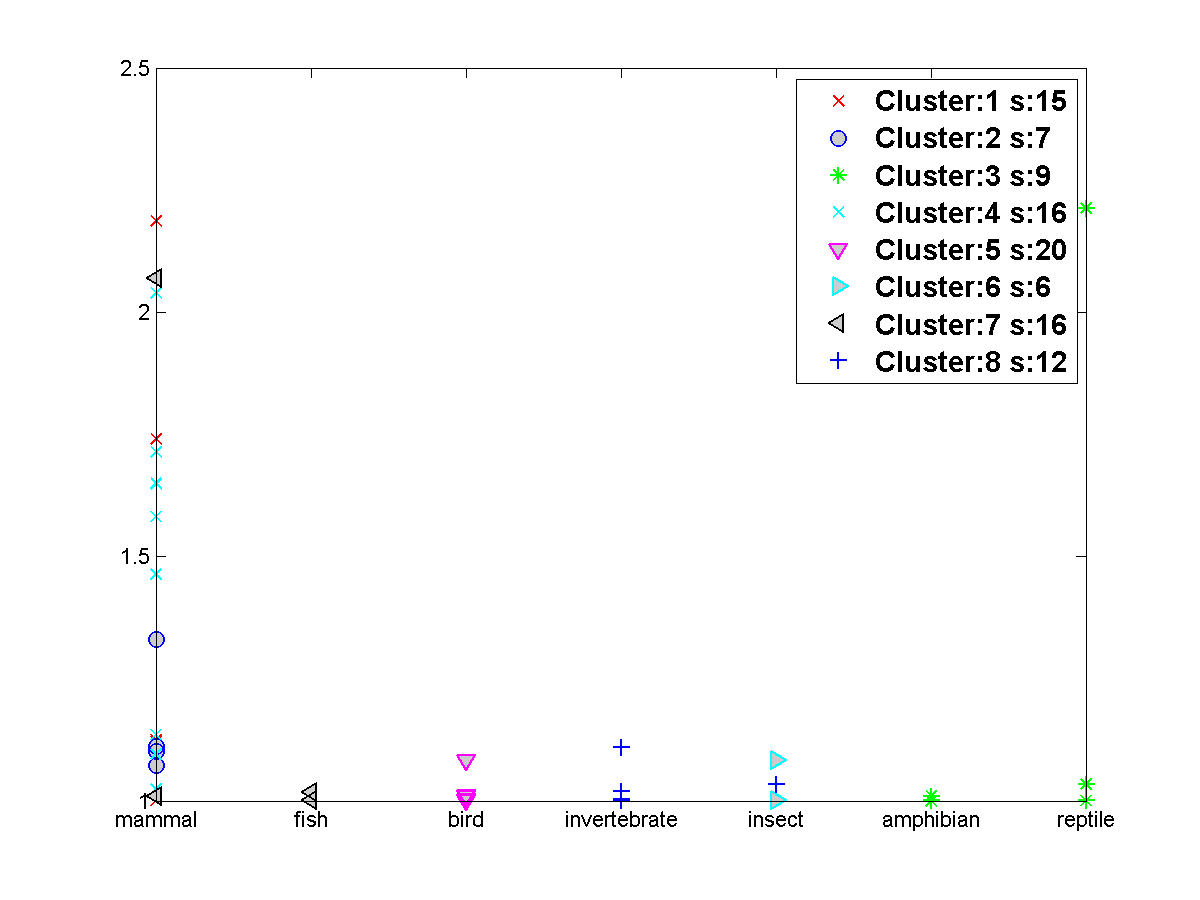 2.5
Cluster:1 s:15
Cluster:2 s:7
Cluster:3 s:9
Cluster:4 s:16
Cluster:5 s:20
Cluster:6 s:6
Cluster:7 s:16
Cluster:8 s:12
2
1.5
1
mammal fish bird invertebrate insect amphibian reptile